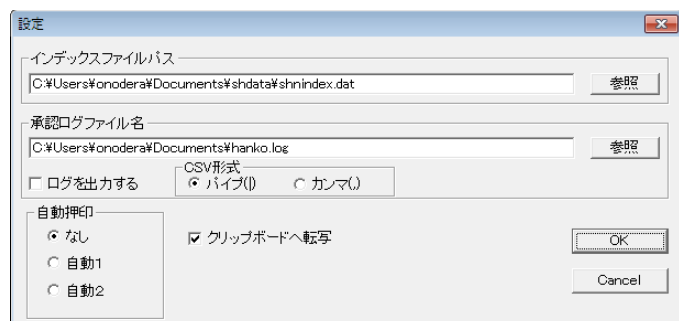 設定
インデックスファイルパス
C:¥Users¥onodera¥Documents¥shdata¥shnindex.dat
参照
承認ログファイル名
C:¥Users¥onodera¥Documents¥hanko.log
参照
ログを出力する
CSV形式
パイプ(|)
カンマ(,)
自動押印
なし
自動1
自動2
クリップボードへ転写
OK
Cancel